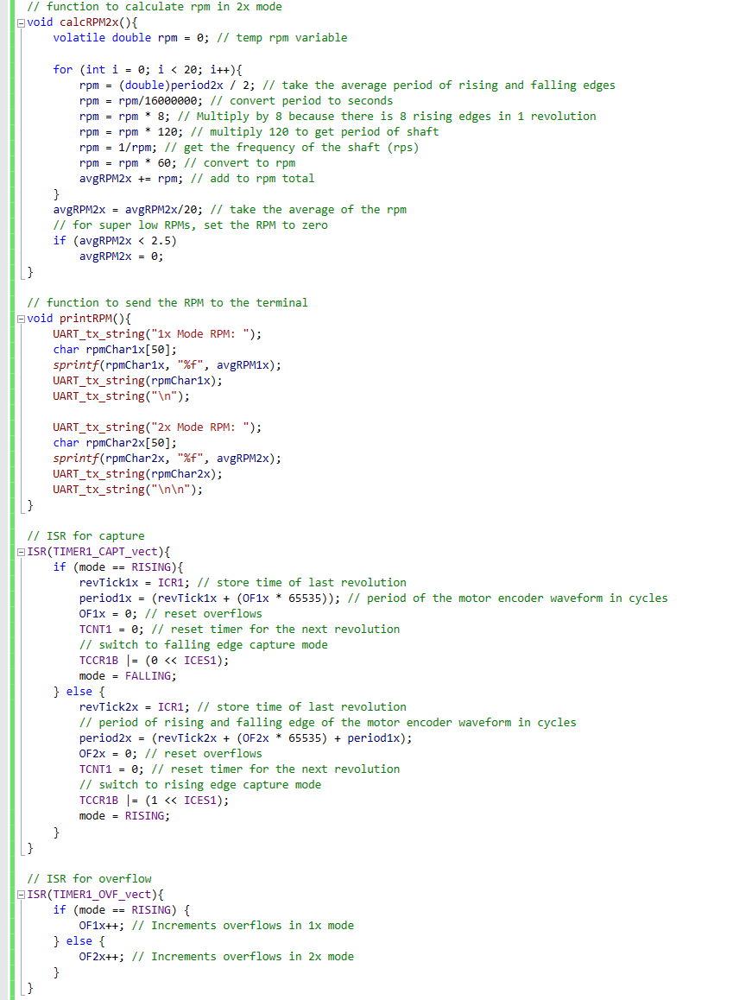 // function to calculate rpm in 2x mode
void calcRPM2x(){
    volatile double rpm = 0; // temp rpm variable

    for (int i = 0; i < 20; i++){
        rpm = (double)period2x / 2; // take the average period of rising and falling edges
        rpm = rpm/16000000; // convert period to seconds
        rpm = rpm * 8; // Multiply by 8 because there is 8 rising edges in 1 revolution
        rpm = rpm * 120; // multiply 120 to get period of shaft
        rpm = 1/rpm; // get the frequency of the shaft (rps)
        rpm = rpm * 60; // convert to rpm
        avgRPM2x += rpm; // add to rpm total
    }
    avgRPM2x = avgRPM2x/20; // take the average of the rpm
    // for super low RPMs, set the RPM to zero
    if (avgRPM2x < 2.5)
        avgRPM2x = 0;
}

// function to send the RPM to the terminal
void printRPM(){
    UART_tx_string("1x Mode RPM: ");
    char rpmChar1x[50];
    sprintf(rpmChar1x, "%f", avgRPM1x);
    UART_tx_string(rpmChar1x);
    UART_tx_string("\n");

    UART_tx_string("2x Mode RPM: ");
    char rpmChar2x[50];
    sprintf(rpmChar2x, "%f", avgRPM2x);
    UART_tx_string(rpmChar2x);
    UART_tx_string("\n\n");
}

// ISR for capture
ISR(TIMER1_CAPT_vect){
    if (mode == RISING){
        revTick1x = ICR1; // store time of last revolution
        period1x = (revTick1x + (OF1x * 65535)); // period of the motor encoder waveform in cycles
        OF1x = 0; // reset overflows
        TCNT1 = 0; // reset timer for the next revolution
        // switch to falling edge capture mode
        TCCR1B |= (0 << ICES1);
        mode = FALLING;
    } else {
        revTick2x = ICR1; // store time of last revolution
        // period of rising and falling edge of the motor encoder waveform in cycles
        period2x = (revTick2x + (OF2x * 65535) + period1x);
        OF2x = 0; // reset overflows
        TCNT1 = 0; // reset timer for the next revolution
        // switch to rising edge capture mode
        TCCR1B |= (1 << ICES1);
        mode = RISING;
    }
}

// ISR for overflow
ISR(TIMER1_OVF_vect){
    if (mode == RISING) {
        OF1x++; // Increments overflows in 1x mode
    } else {
        OF2x++; // Increments overflows in 2x mode
    }
}